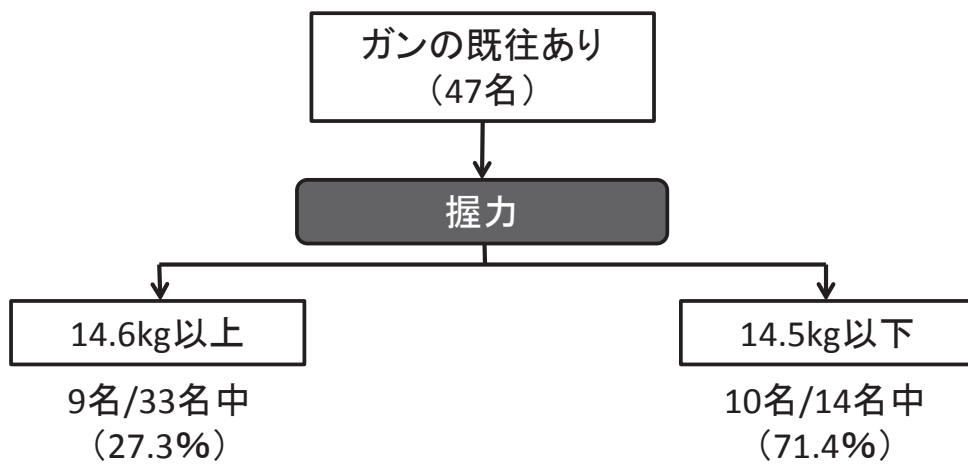 ガンの既往あり
（47名）
握力
14.6kg以上
14.5kg以下
9名/33名中
（27.3%）
10名/14名中
（71.4%）